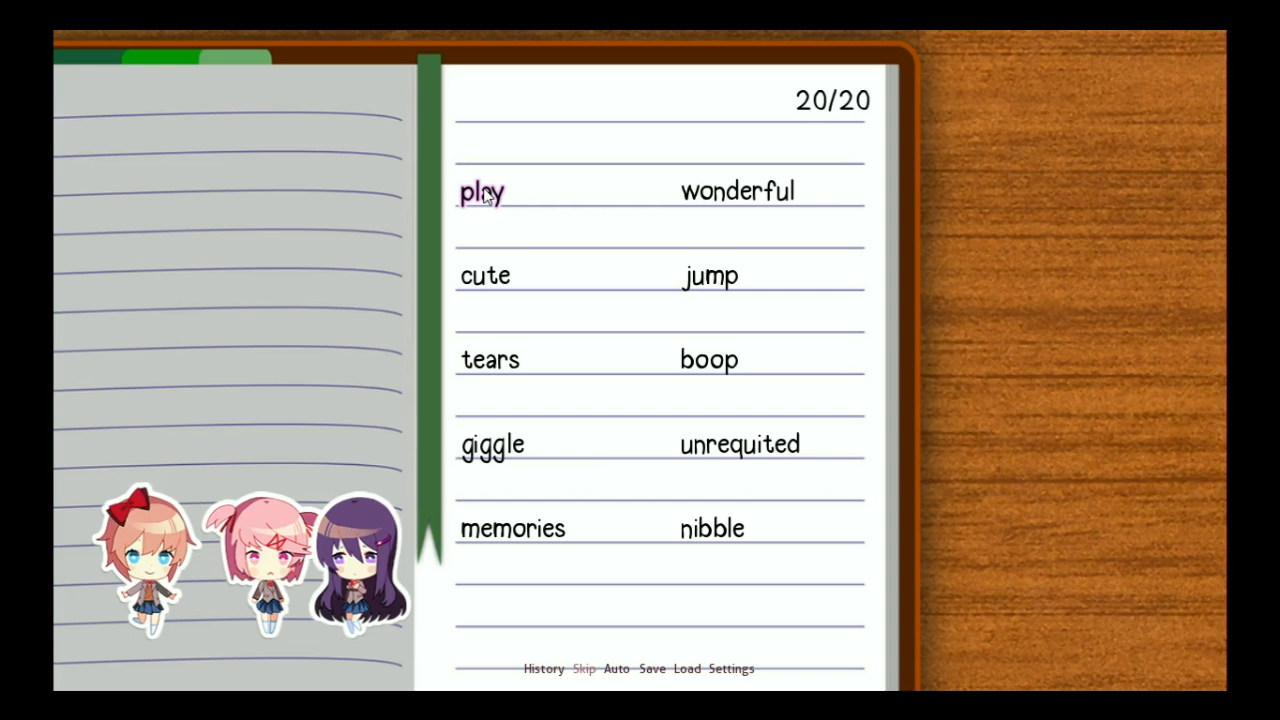 20/20
play wonderful
cute jump
tears boop
giggle unrequited
memories nibble
History Skip Auto Save Load Settings